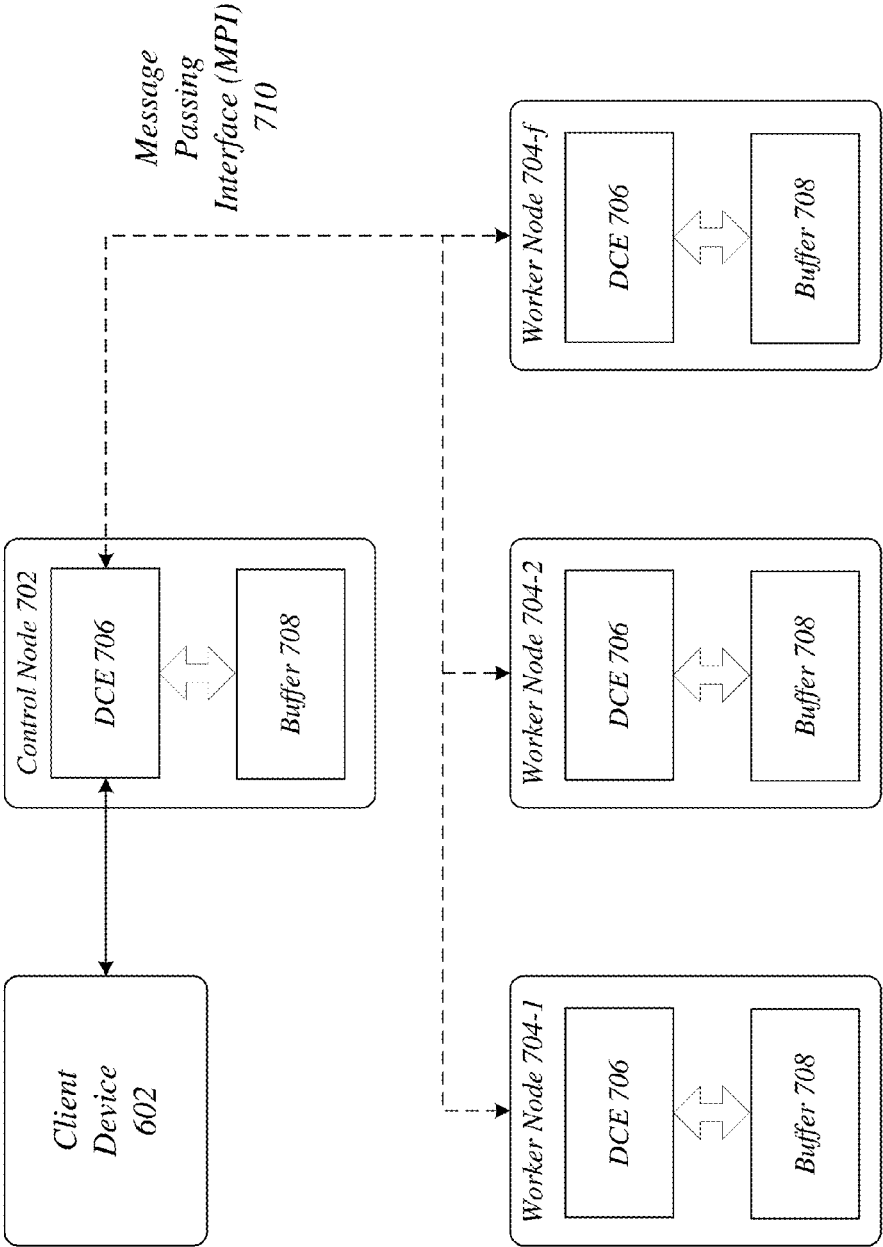 Client
Device
602
Control Node 702
DCE 706
Buffer 708
Message
Passing
Interface (MPI)
710
Worker Node 704-1
DCE 706
Buffer 708
Worker Node 704-2
DCE 706
Buffer 708
Worker Node 704-f
DCE 706
Buffer 708